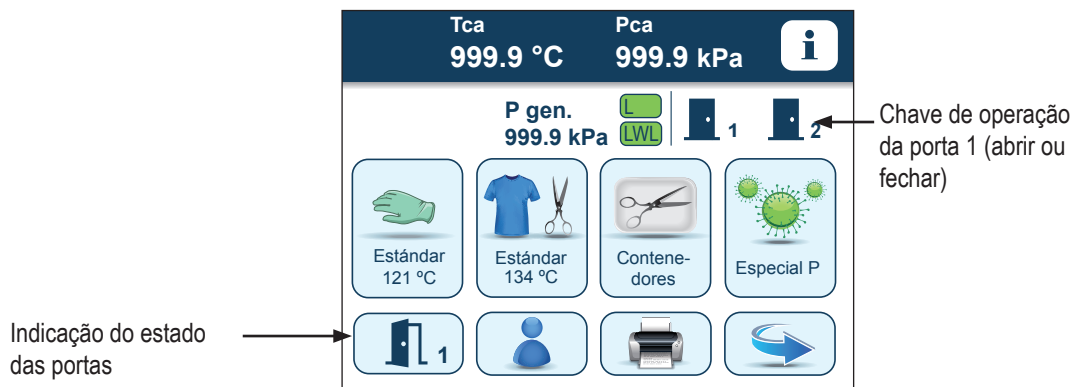 Tca
Pca
999.9 °C
999.9 kPa
i
P gen.
999.9 kPa
L
LWL
1
2
Chave de operação
da porta 1 (abrir ou
fechar)
Estándar
121 ºC
Estándar
134 ºC
Contene-
dores
Especial P
Indicação do estado
das portas
1